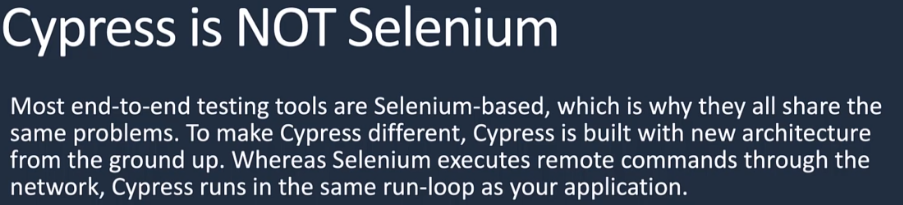 Cypress is NOT Selenium
Most end-to-end testing tools are Selenium-based, which is why they all share the
same problems. To make Cypress different, Cypress is built with new architecture
from the ground up. Whereas Selenium executes remote commands through the
network, Cypress runs in the same run-loop as your application.